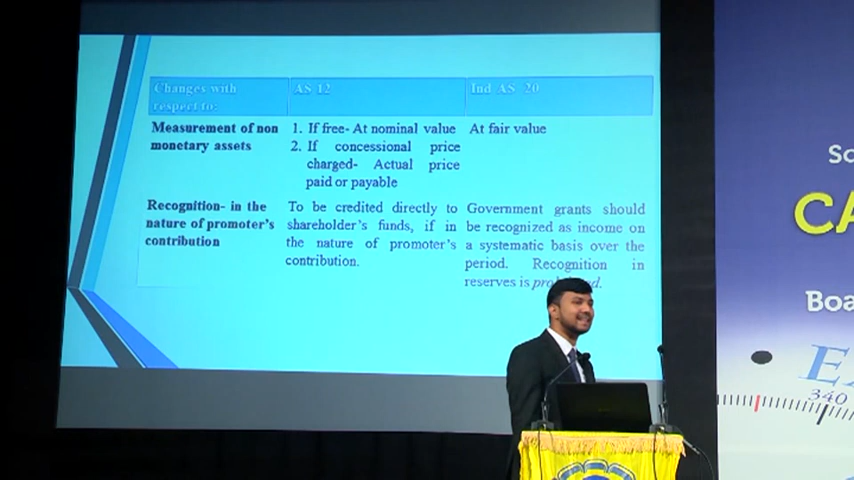 Changes with respect to: AS 12 Ind AS 20
Measurement of non monetary assets
1. If free- At nominal value
2. If concessional price charged- Actual price paid or payable
At fair value
Recognition- in the nature of promoter's contribution
To be credited directly to shareholder's funds, if in the nature of promoter's contribution.
Government grants should be recognized as income on a systematic basis over the period. Recognition in reserves is
CA
Boa
340